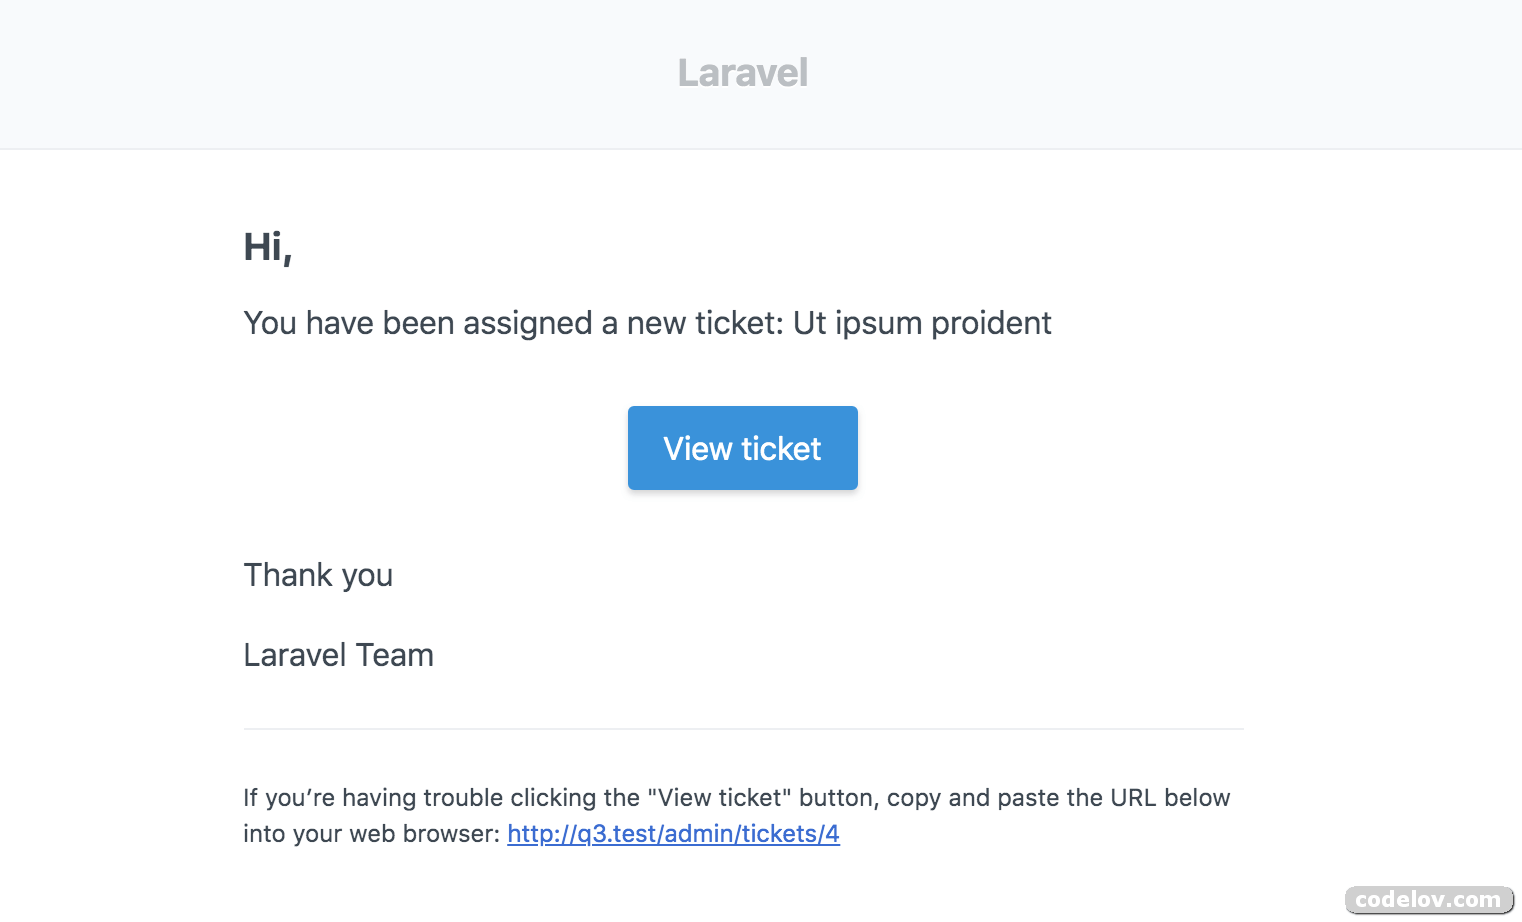 Laravel
Hi,
You have been assigned a new ticket: Ut ipsum proident
View ticket
Thank you
Laravel Team
If you’re having trouble clicking the "View ticket" button, copy and paste the URL below
into your web browser: http://q3.test/admin/tickets/4
codelov.com